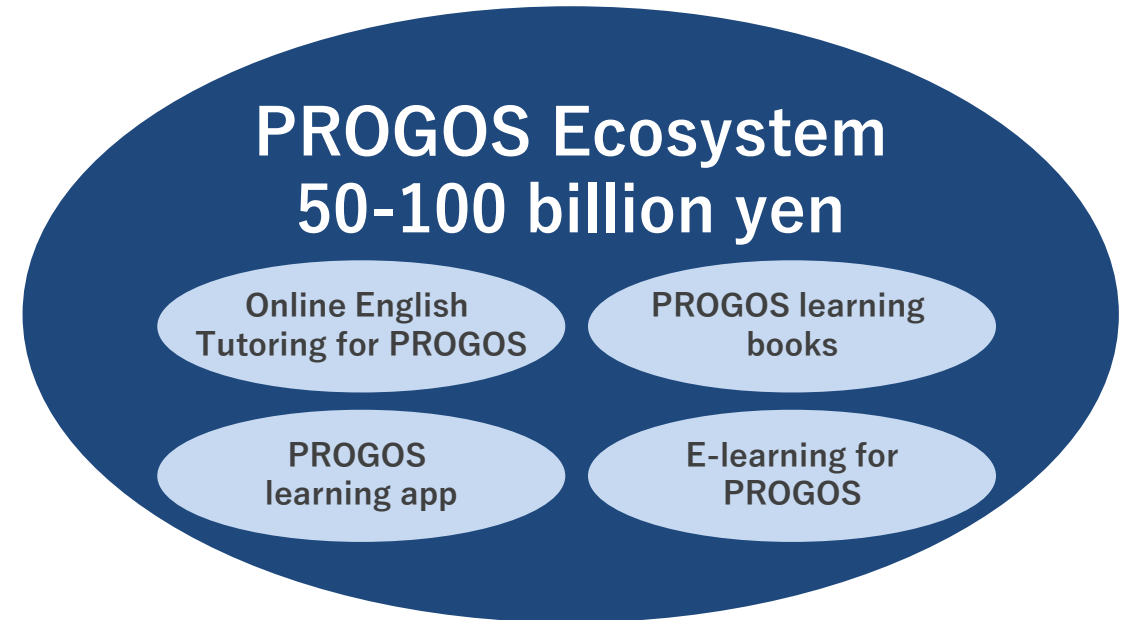 PROGOS Ecosystem
50-100 billion yen
Online English
Tutoring for PROGOS
PROGOS learning
books
PROGOS
learning app
E-learning for
PROGOS